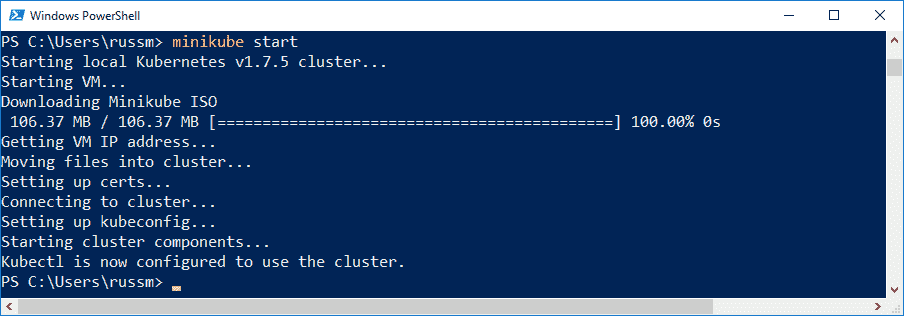 Windows PowerShell
PS C:\Users\russm> minikube start
Starting local Kubernetes v1.7.5 cluster...
Starting VM...
Downloading Minikube ISO
 106.37 MB / 106.37 MB [============================================] 100.00% 0s
Getting VM IP address...
Moving files into cluster...
Setting up certs...
Connecting to cluster...
Setting up kubeconfig...
Starting cluster components...
Kubectl is now configured to use the cluster.
PS C:\Users\russm>